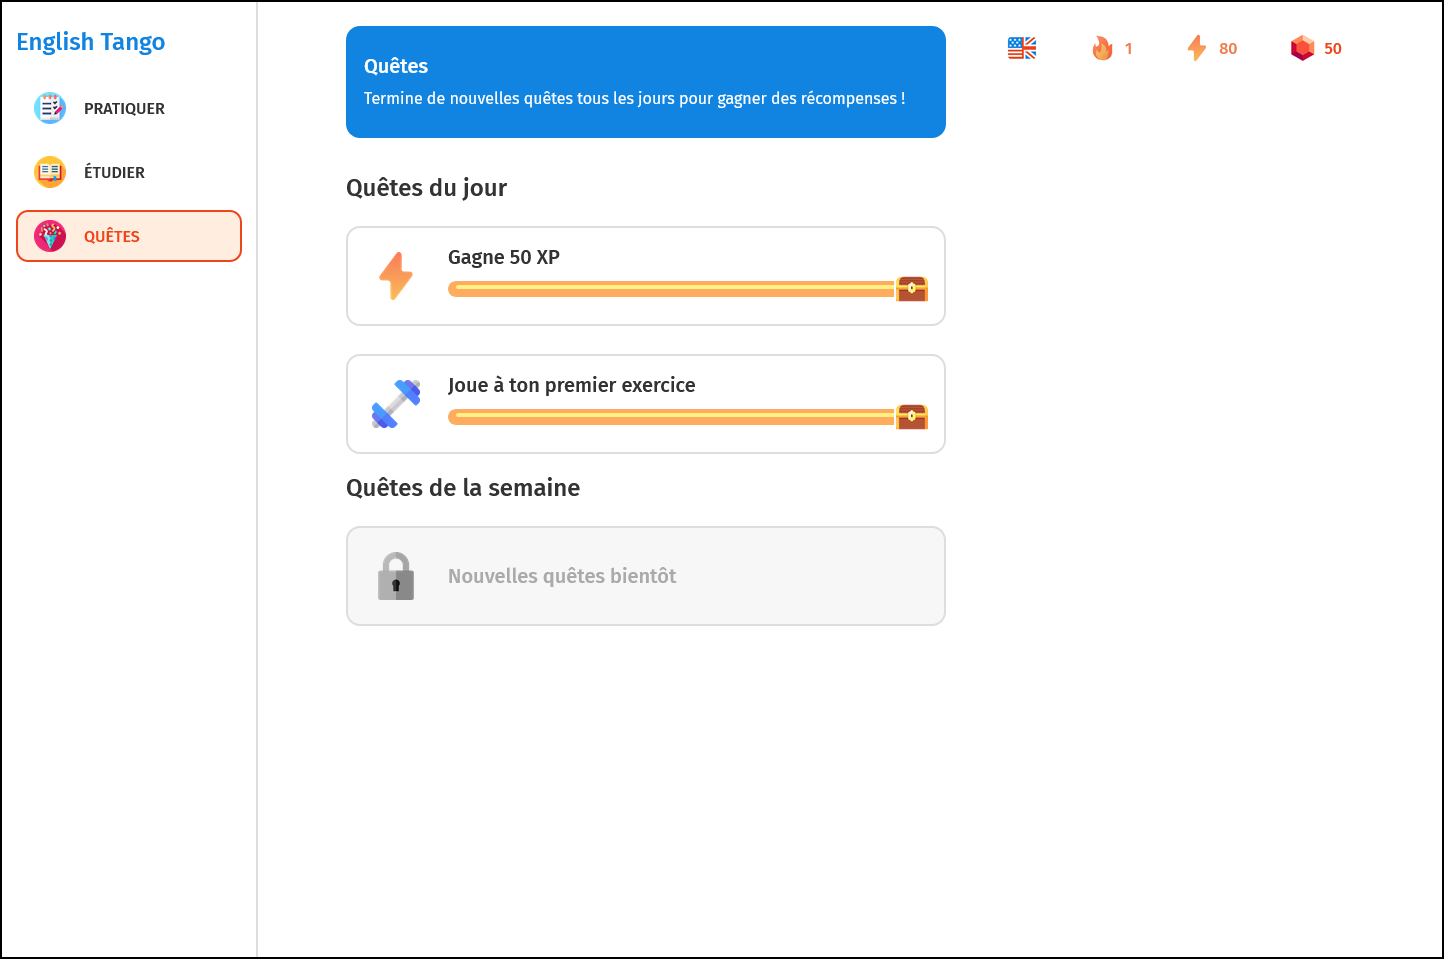 English Tango
PRATIQUER
ÉTUDIER
QUÊTES
Quêtes
Termine de nouvelles quêtes tous les jours pour gagner des récompenses !
1
80
50
Quêtes du jour
Gagne 50 XP
Joue à ton premier exercice
Quêtes de la semaine
Nouvelles quêtes bientôt